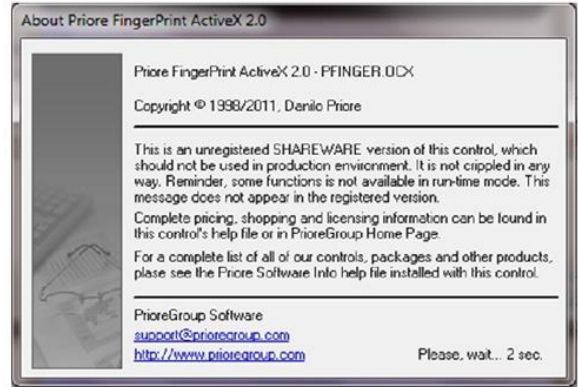 About Priore FingerPrint ActiveX 2.0
Priore FingerPrint ActiveX 2.0 - PFINGER.OCX
Copyright © 1998/2011, Danilo Priore
This is an unregistered SHAREWARE version of this control, which
should not be used in production environment. It is not crippled in any
way. Reminder, some functions is not available in run-time mode. This
message does not appear in the registered version.
Complete pricing, shopping and licensing information can be found in
this control's help file or in PrioreGroup Home Page.
For a complete list of all of our controls, packages and other products,
plase see the Priore Software Info help file installed with this control.
PrioreGroup Software
support@prioregroup.com
http://www.prioregroup.com
Please, wait... 2 sec.